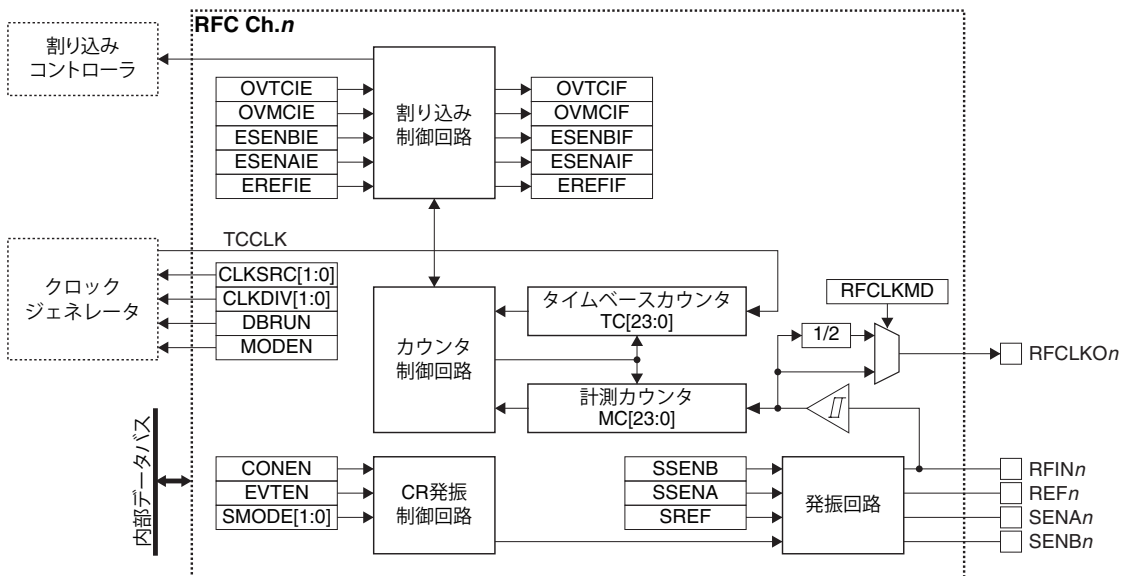 RFC Ch.n
割り込み
コントローラ
OVTCIE
OVMCIE
ESENBIE
ESENAIE
EREFIE
割り込み
制御回路
OVTCIF
OVMCIF
ESENBIF
ESENAIF
EREFIF
TCCLK
クロック
ジェネレータ
CLKSRC[1:0]
CLKDIV[1:0]
DBRUN
MODEN
カウンタ
制御回路
タイムベースカウンタ
TC[23:0]
計測カウンタ
MC[23:0]
RFCLKMD
1/2
RFCLKOn
内部データバス
CONEN
EVTEN
SMODE[1:0]
CR発振
制御回路
SSENB
SSENA
SREF
発振回路
RFINn
REFn
SENAn
SENBn